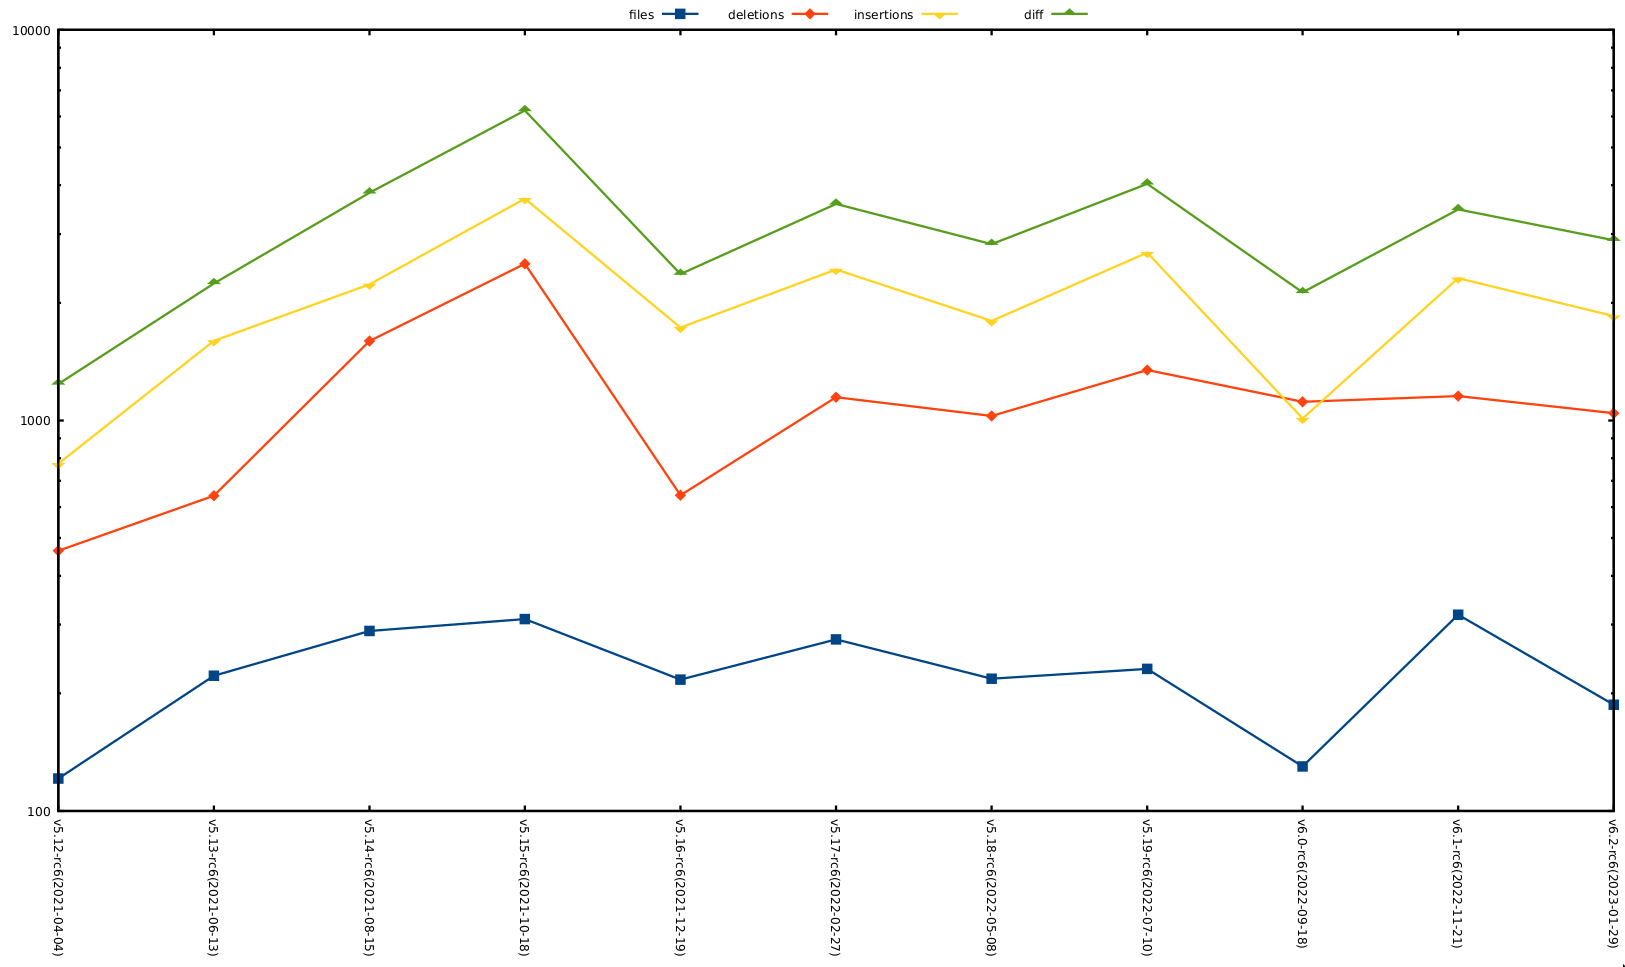 files deletions insertions diff
10000
1000
100
v5.12-rc6(2021-04-04)
v5.13-rc6(2021-06-13)
v5.14-rc6(2021-08-15)
v5.15-rc6(2021-10-18)
v5.16-rc6(2021-12-19)
v5.17-rc6(2022-02-27)
v5.18-rc6(2022-05-08)
v5.19-rc6(2022-07-10)
v6.0-rc6(2022-09-18)
v6.1-rc6(2022-11-21)
v6.2-rc6(2023-01-29)